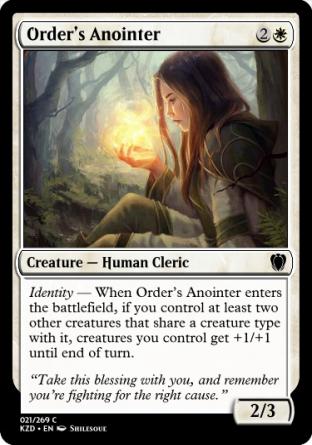 Order's Anointer 2
Creature — Human Cleric
Identity — When Order's Anointer enters
the battlefield, if you control at least two
other creatures that share a creature type
with it, creatures you control get +1/+1
until end of turn.
“Take this blessing with you, and remember
you're fighting for the right cause.”
2/3
021/269 C
KZD • EN Shilesque